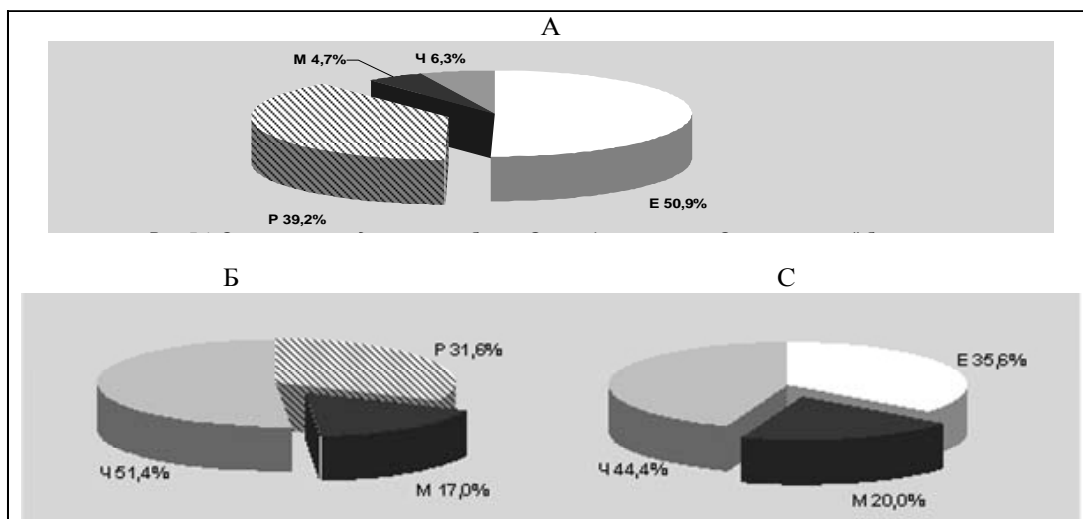 А
М 4,7%
Ч 6,3%
Р 39,2%
Е 50,9%
Б
С
Р 31,6%
Е 35,6%
Ч 51,4%
М 17,0%
Ч 44,4%
М 20,0%